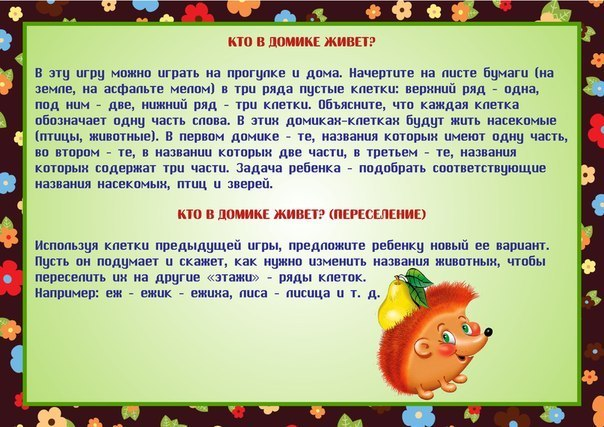 КТО В ДОМИКЕ ЖИВЕТ?
В эту игру можно играть на прогулке и дома. Начертите на листе бумаги (на
земле, на асфальте мелом) в три ряда пустые клетки: верхний ряд - одна,
под ним - две, нижний ряд - три клетки. Объясните, что каждая клетка
обозначает одну часть слова. В этих домиках-клетках будут жить насекомые
(птицы, животные). В первом домике - те, названия которых имеют одну часть,
во втором - те, в названии которых две части, в третьем - те, названия
которых содержат три части. Задача ребенка - подобрать соответствующие
названия насекомых, птиц и зверей.
КТО В ДОМИКЕ ЖИВЕТ? (ПЕРЕСЕЛЕНИЕ)
Используя клетки предыдущей игры, предложите ребенку новый ее вариант.
Пусть он подумает и скажет, как нужно изменить названия животных, чтобы
переселить их на другие «этажи» - ряды клеток.
Например: еж - ежик - ежиха, лиса - лисица и т. д.